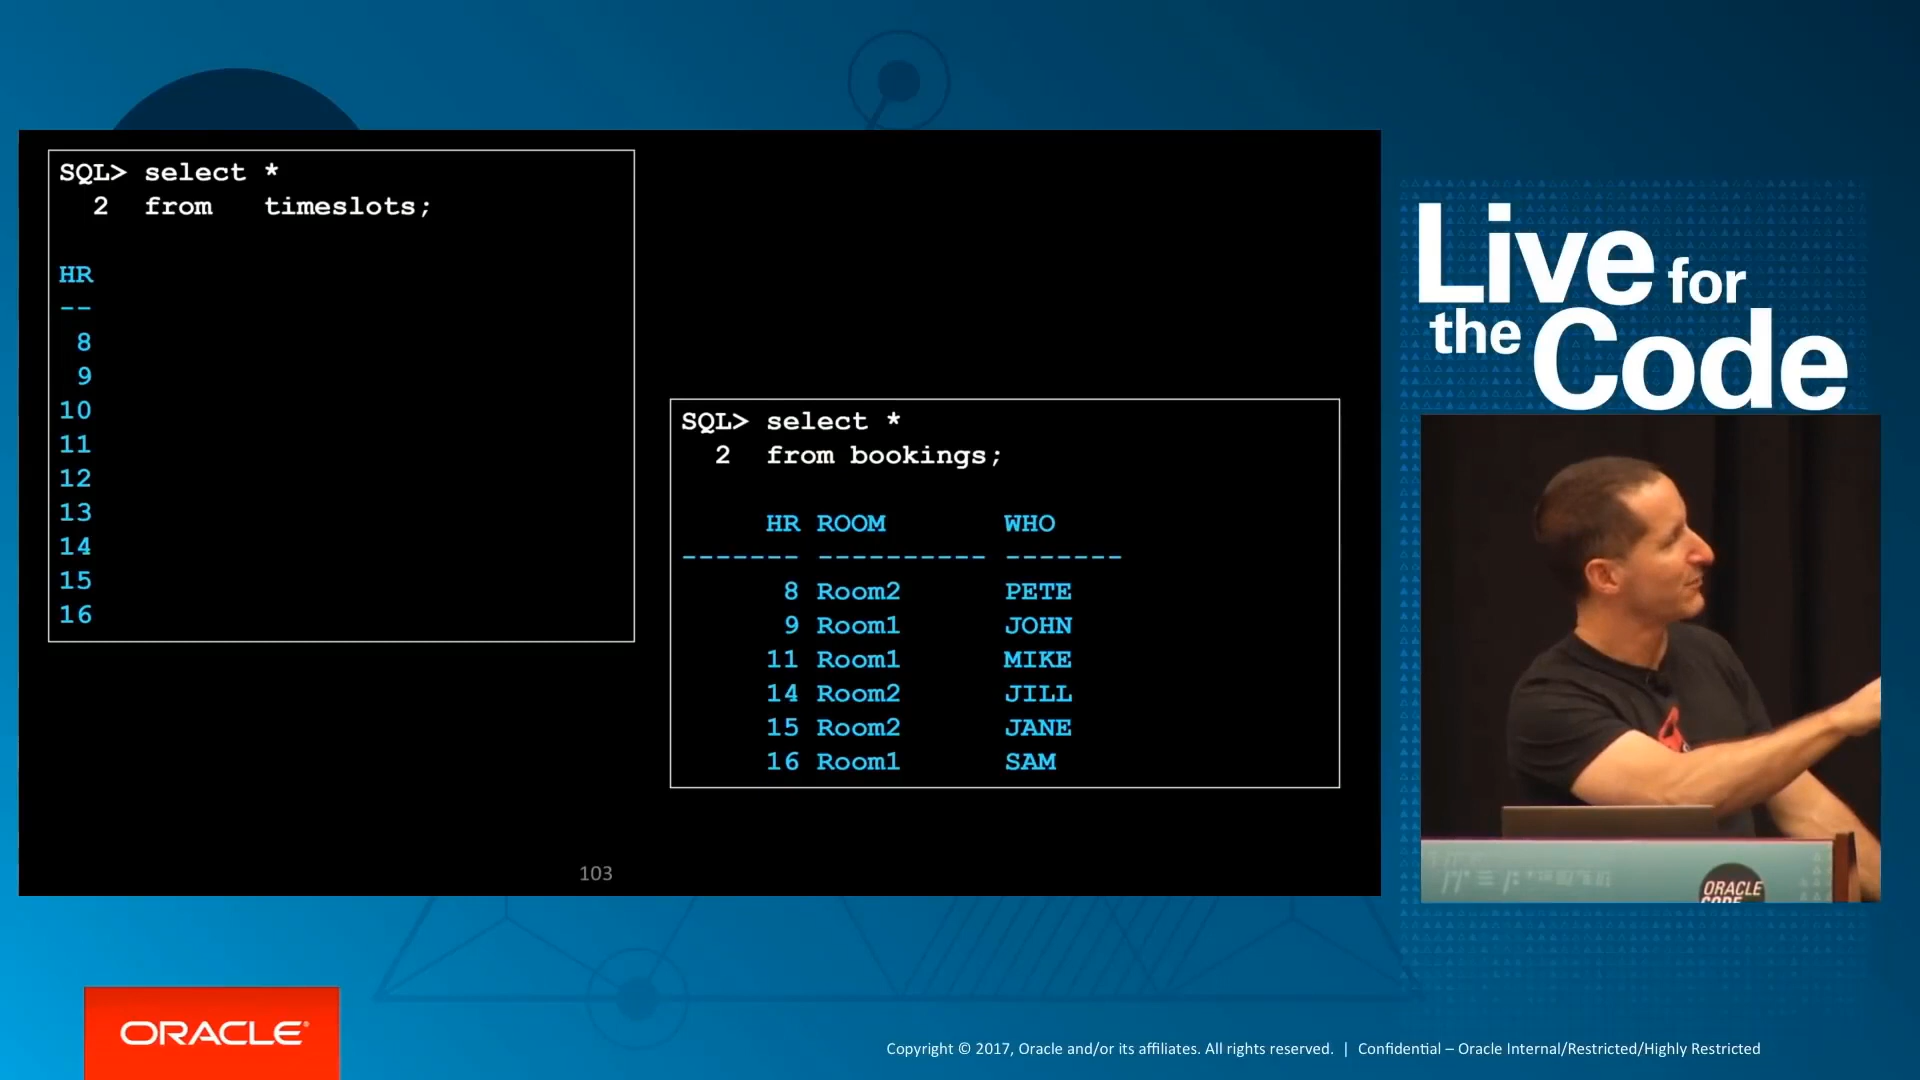 SQL> select *
2 from timeslots;
HR
--
8
9
10
11
12
13
14
15
16
SQL> select *
2 from bookings;
HR ROOM WHO
------- ---------- -------
8 Room2 PETE
9 Room1 JOHN
11 Room1 MIKE
14 Room2 JILL
15 Room2 JANE
16 Room1 SAM
103
Live for
the Code
ORACLE
CODE
ORACLE®
Copyright © 2017, Oracle and/or its affiliates. All rights reserved. | Confidential – Oracle Internal/Restricted/Highly Restricted